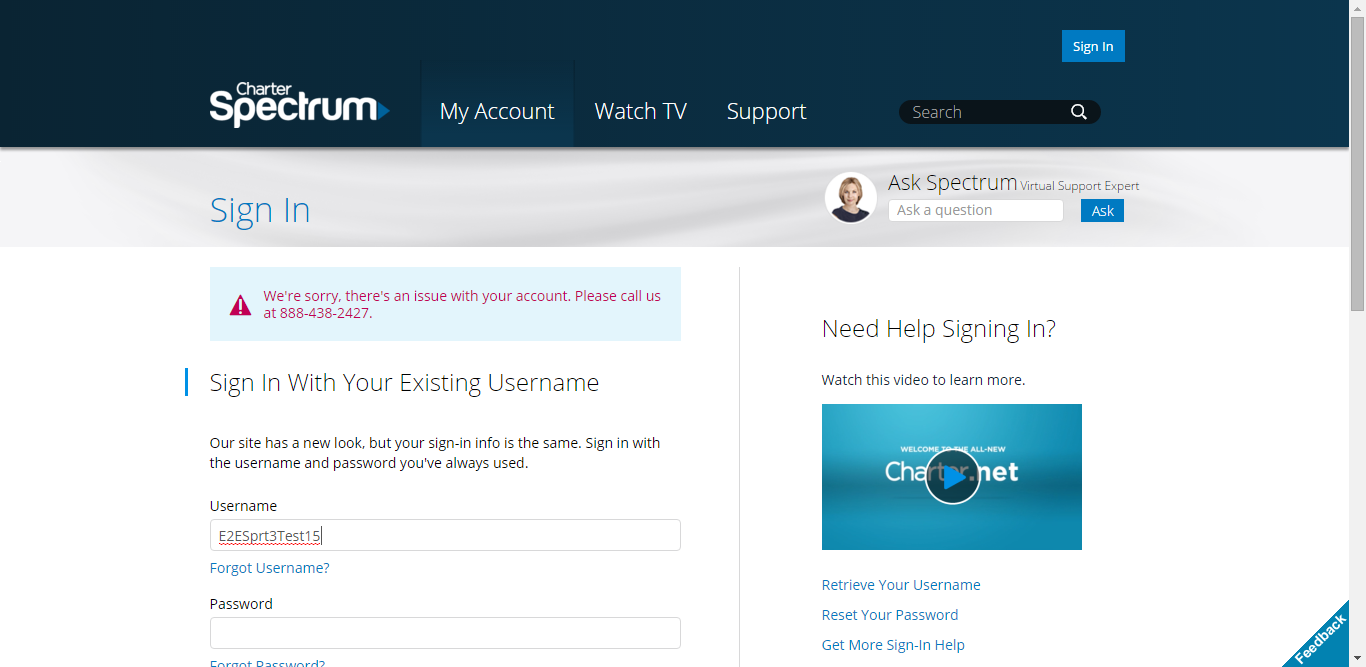 Sign In
Charter
Spectrum
My Account
Watch TV
Support
Search
Sign In
Ask Spectrum Virtual Support Expert
Ask a question
Ask
We're sorry, there's an issue with your account. Please call us
at 888-438-2427.
Sign In With Your Existing Username
Our site has a new look, but your sign-in info is the same. Sign in with
the username and password you've always used.
Username
E2ESprt3Test15
Forgot Username?
Password
Forgot Password?
Need Help Signing In?
Watch this video to learn more.
WELCOME TO THE ALL-NEW
Charter.net
Retrieve Your Username
Reset Your Password
Get More Sign-In Help
Feedback